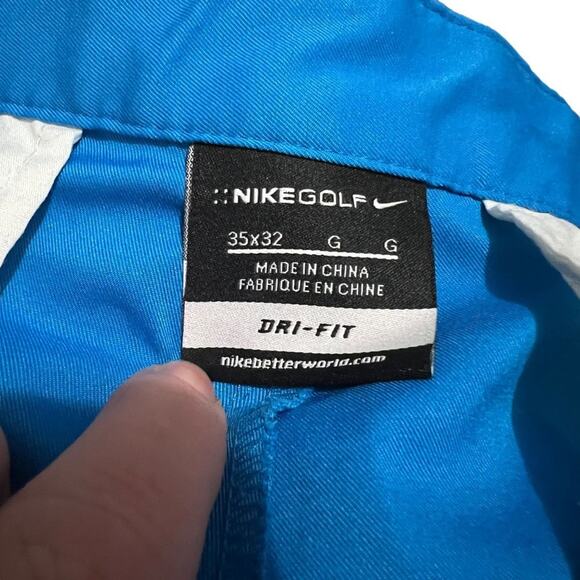 NIKEGOLF
35x32 G G
MADE IN CHINA
FABRIQUE EN CHINE
DRI-FIT
nikebetterworld.com